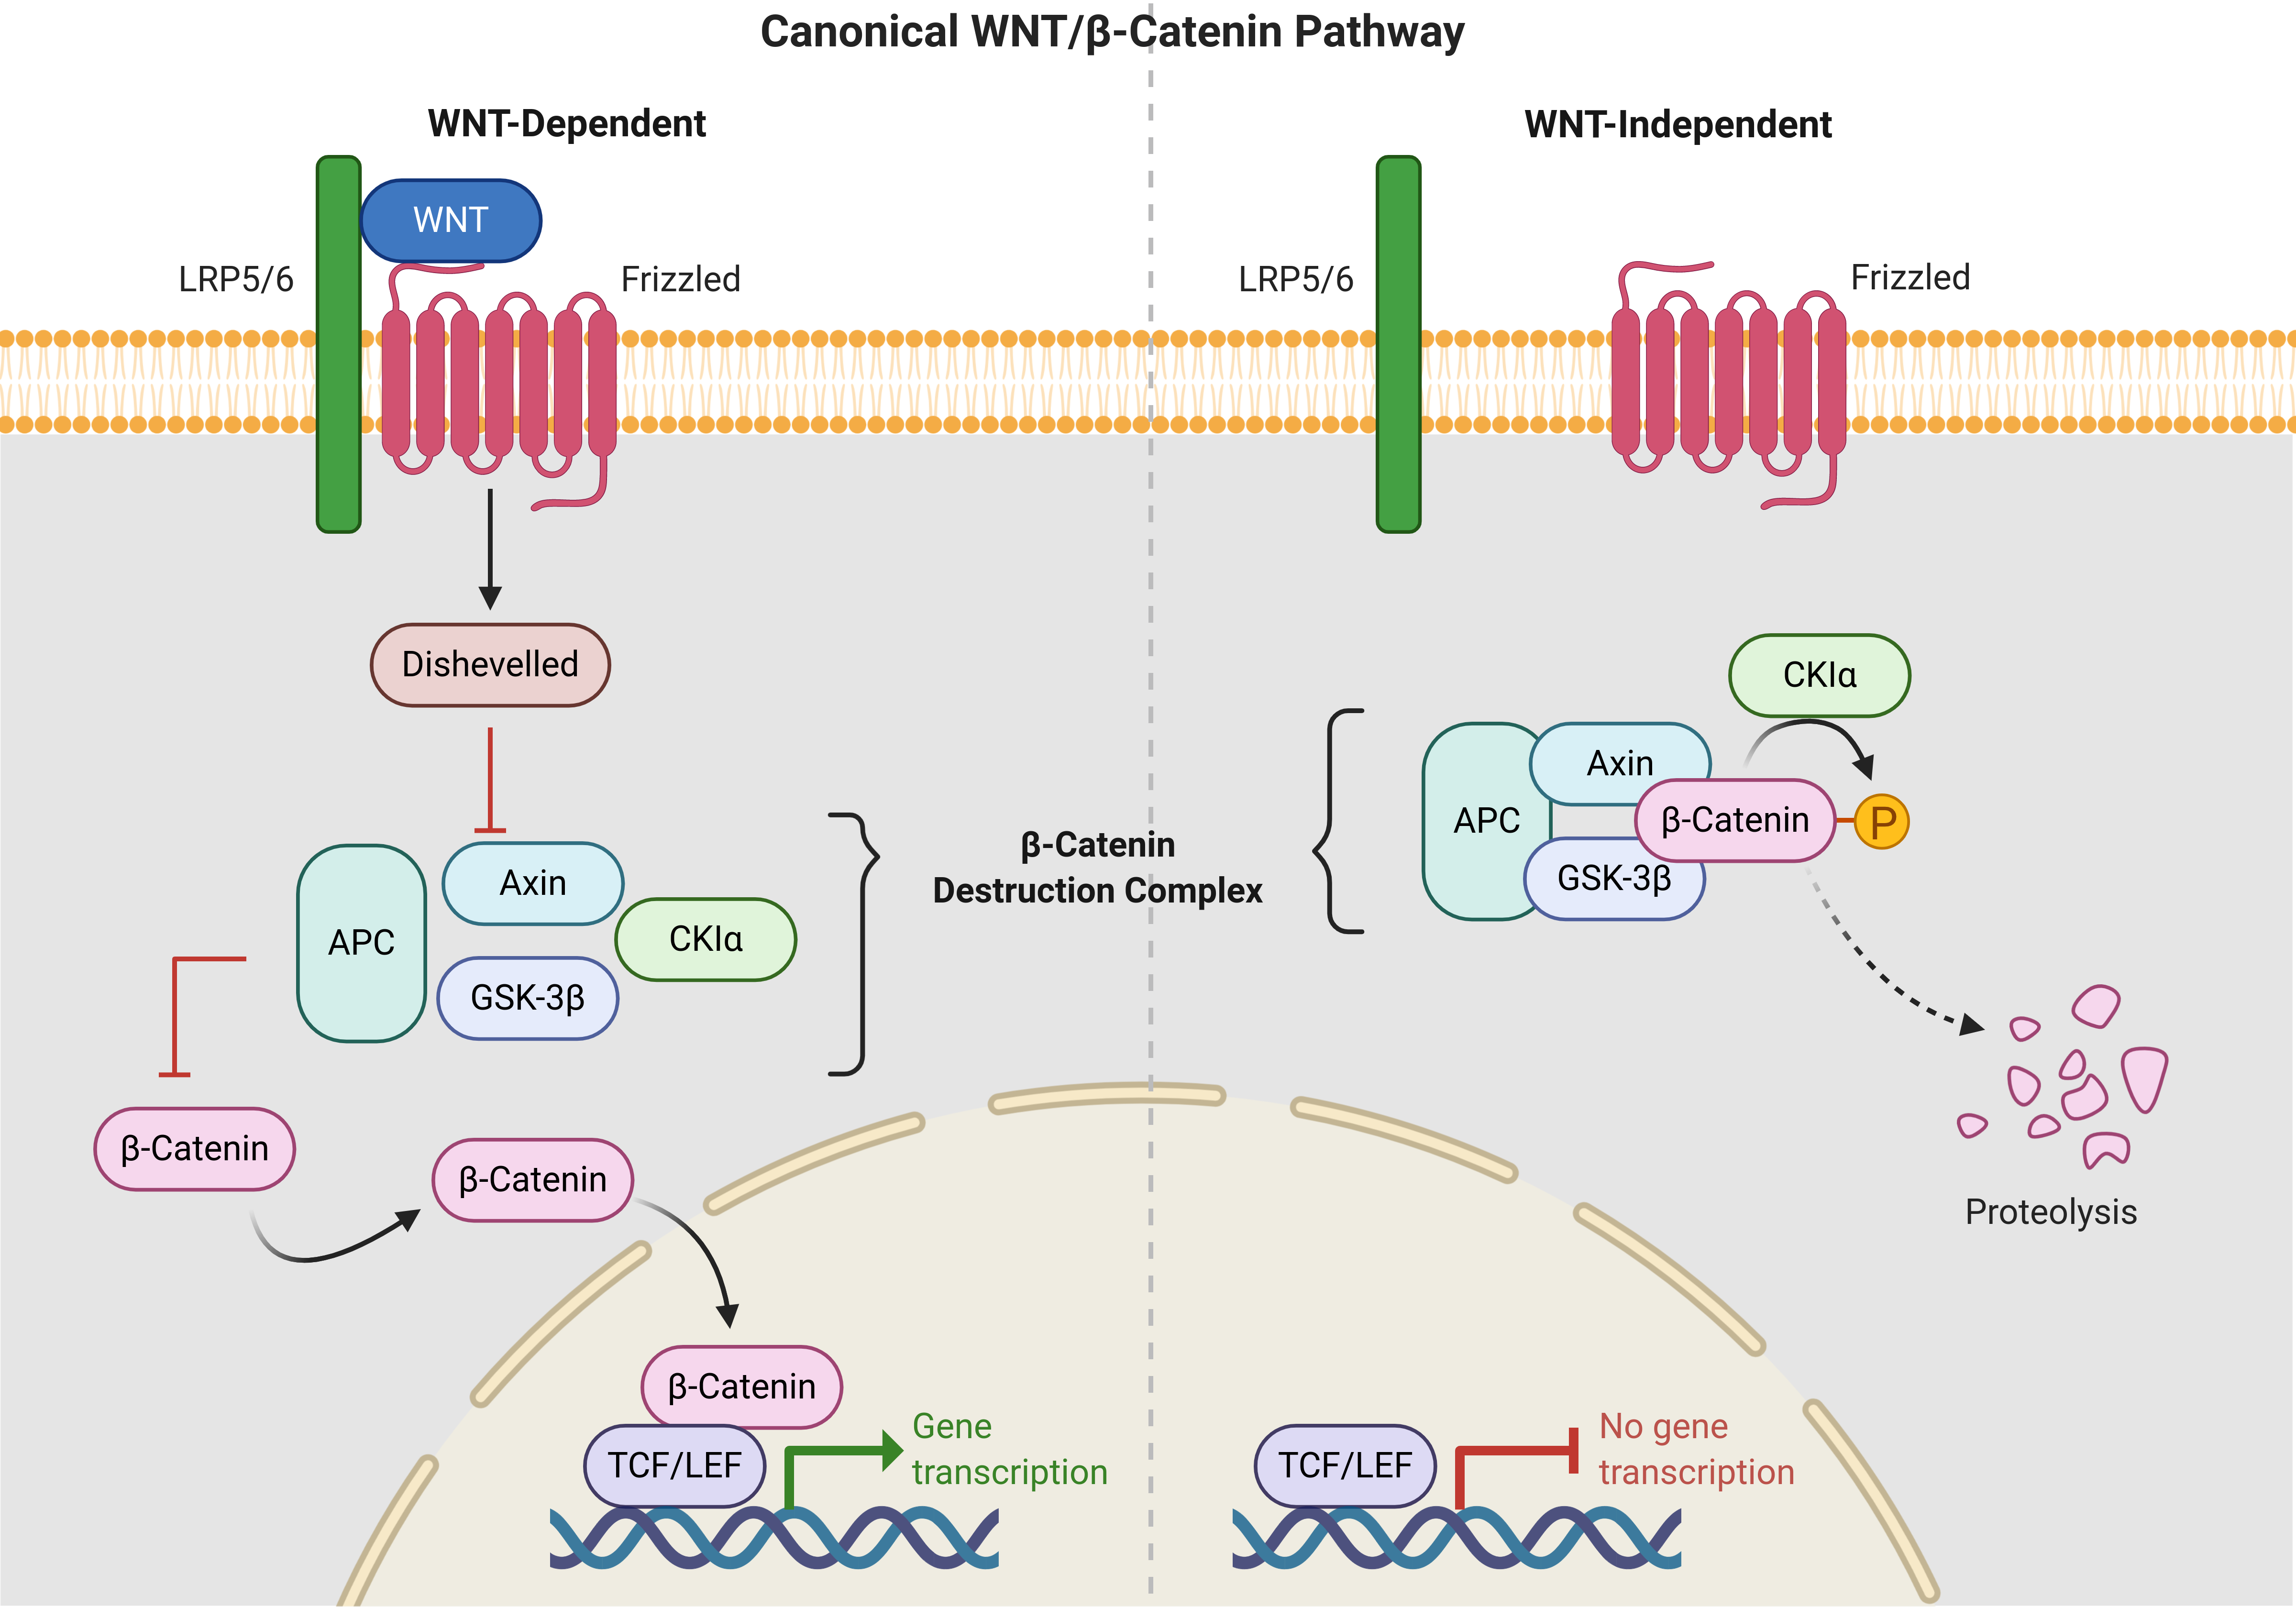 Canonical WNT/β-Catenin Pathway
WNT-Dependent
WNT
LRP5/6
Frizzled
Dishevelled
Axin
APC
CKIα
GSK-3β
β-Catenin
β-Catenin
β-Catenin
TCF/LEF
Gene
transcription
β-Catenin
Destruction Complex
WNT-Independent
LRP5/6
Frizzled
CKIα
Axin
APC
β-Catenin
P
GSK-3β
Proteolysis
TCF/LEF
No gene
transcription